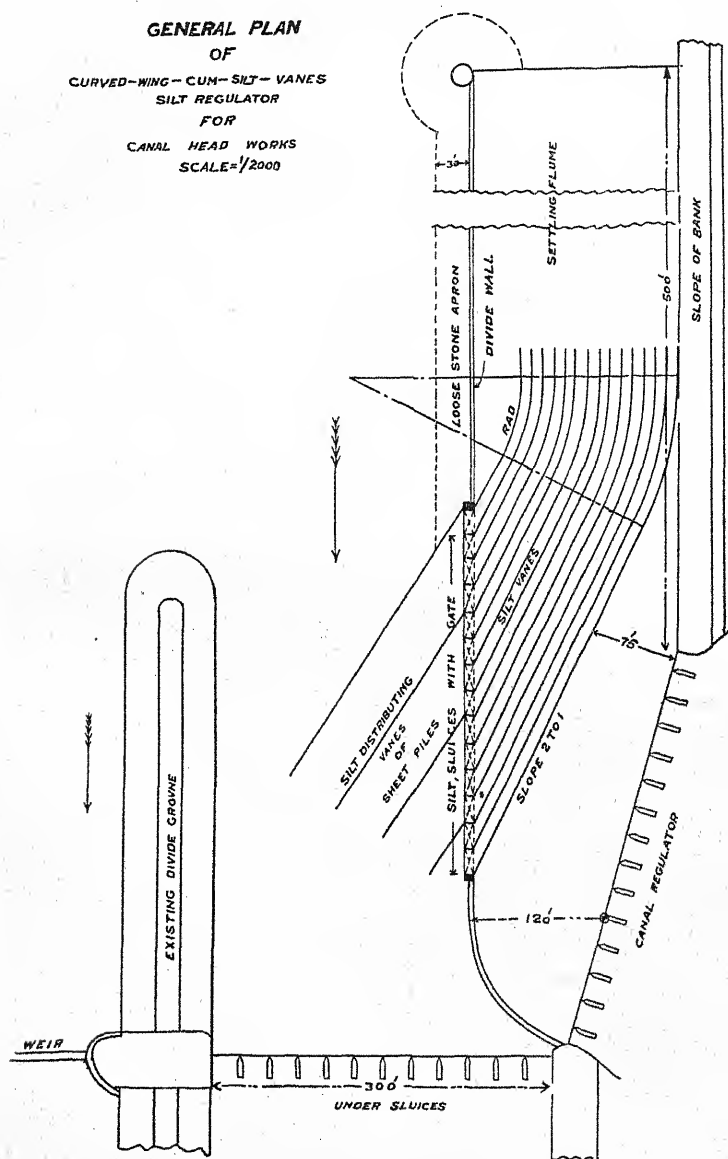 GENERAL PLAN
OF
CURVED-WING-CUM-SILT-VANES
SILT REGULATOR
FOR
CANAL HEAD WORKS
SCALE=1/2000
30'
SETTLING FLUME
LOOSE STONE APRON
DIVIDE WALL
500'
SLOPE OF BANK
RAD
SILT VANES
SILT, SLUICES WITH GATE
SILT DISTRIBUTING
VANES
OF
SHEET PILES
SLOPE 2 TO 1
75'
CANAL REGULATOR
120'
EXISTING DIVIDE GROVNE
WEIR
300'
UNDER SLUICES